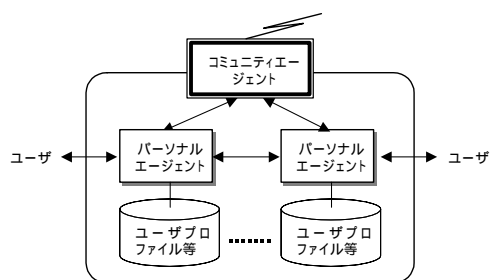 コミュニティエー
ジェント
ユーザ
パーソナル
エージェント
パーソナル
エージェント
ユーザ
ユーザプロ
ファイル等
ユーザプロ
ファイル等